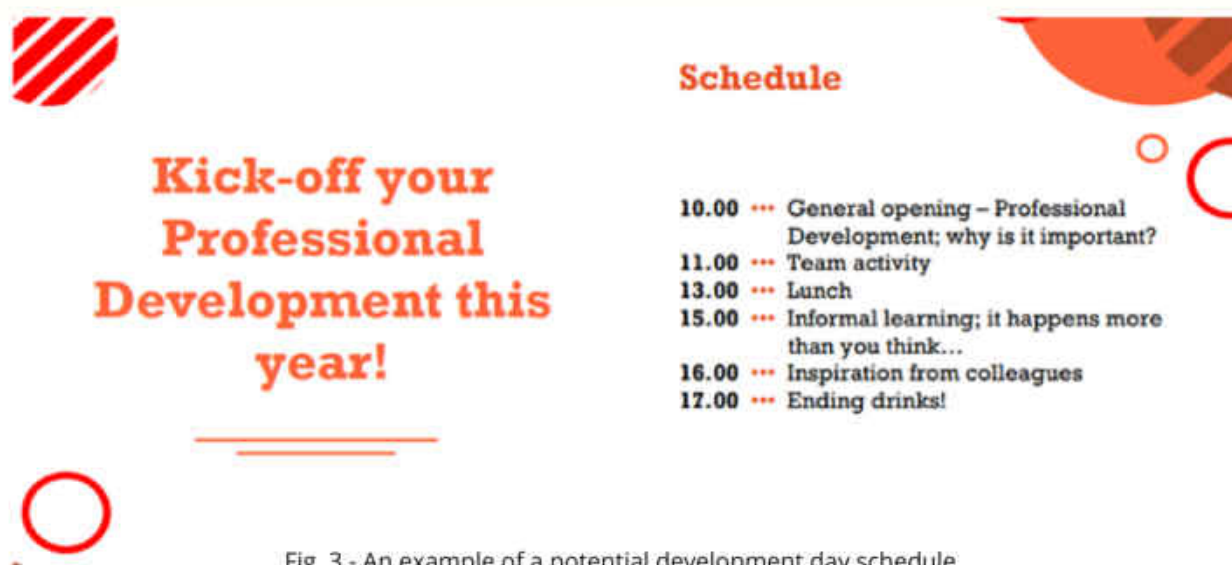 Kick-off your
Professional
Development this
year!
Schedule
10.00 ••• General opening – Professional
Development; why is it important?
11.00 ••• Team activity
13.00 ••• Lunch
15.00 ••• Informal learning; it happens more
than you think...
16.00 ••• Inspiration from colleagues
17.00 ••• Ending drinks!
Fig. 3 - An example of a potential development day schedule